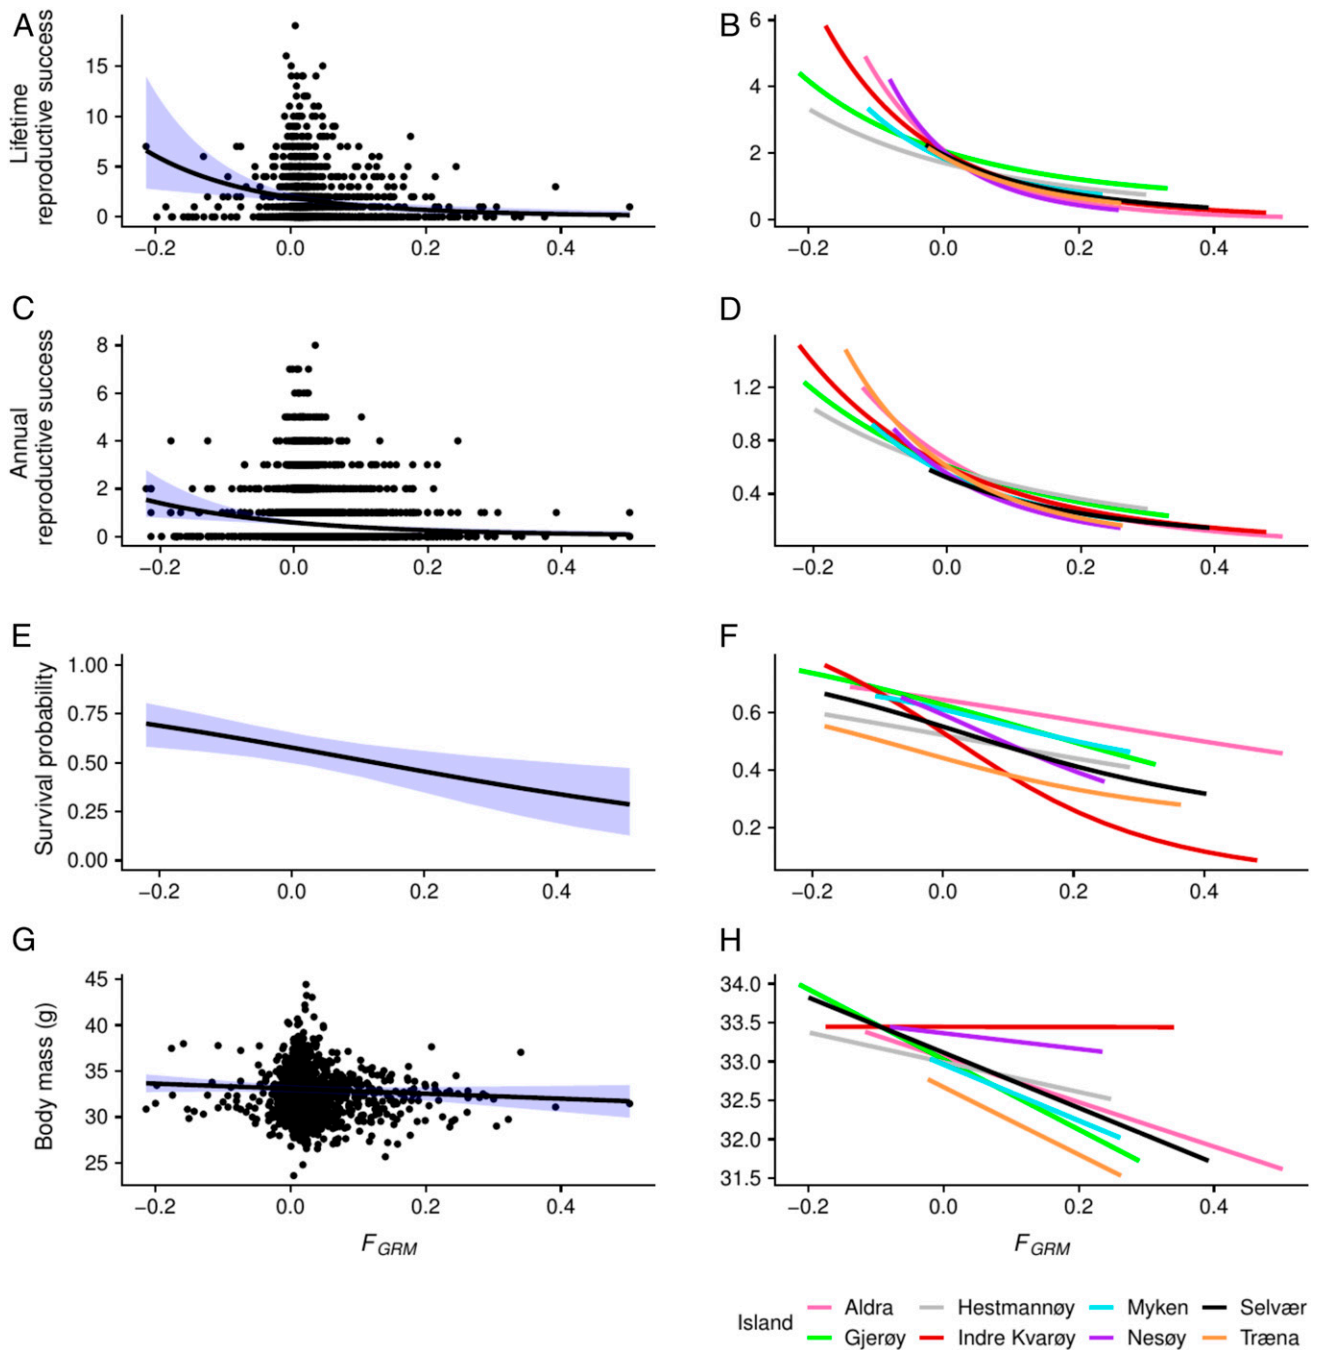 A
Lifetime
reproductive success
15
10
5
0
−0.2 0.0 0.2 0.4
B
6
4
2
0
−0.2 0.0 0.2 0.4
C
Annual
reproductive success
8
6
4
2
0
−0.2 0.0 0.2 0.4
D
1.2
0.8
0.4
−0.2 0.0 0.2 0.4
E
Survival probability
1.00
0.75
0.50
0.25
0.00
−0.2 0.0 0.2 0.4
F
0.6
0.4
0.2
−0.2 0.0 0.2 0.4
G
Body mass (g)
45
40
35
30
25
−0.2 0.0 0.2 0.4
F GRM
H
34.0
33.5
33.0
32.5
32.0
31.5
−0.2 0.0 0.2 0.4
F GRM
Island
Aldra Hestmannøy Myken Selvær
Gjerøy Indre Kvarøy Nesøy Træna